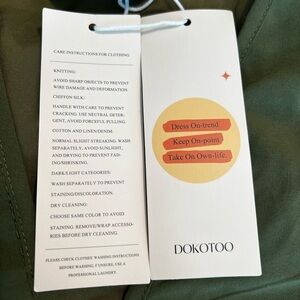 CARE INSTRUCTIONS FOR CLOTHING
KNITTING:
AVOID SHARP OBJECTS TO PREVENT
WIRE DAMAGE AND DEFORMATION.
CHIFFON/SILK:
HANDLE WITH CARE TO PREVENT
CRACKING. USE NEUTRAL DETER-
GENT, AVOID FORCEFUL PULLING.
COTTON AND LINEN/DENIM:
NORMAL SLIGHT STREAKING. WASH
SEPARATELY, AVOID SUNLIGHT,
AND DRYING TO PREVENT FAD-
ING/SHRINKING.
DARK/LIGHT CATEGORIES:
WASH SEPARATELY TO PREVENT
STAINING/DISCOLORATION.
DRY CLEANING:
CHOOSE SAME COLOR TO AVOID
STAINING. REMOVE/WRAP ACCESSO-
RIES BEFORE DRY CLEANING.
PLEASE CHECK CLOTHES' WASHING INSTRUCTIONS
BEFORE WASHING. IF UNSURE, USE A
PROFESSIONAL LAUNDRY.
Dress On-trend
Keep On-point
Take On Own-life.
DOKOTOO